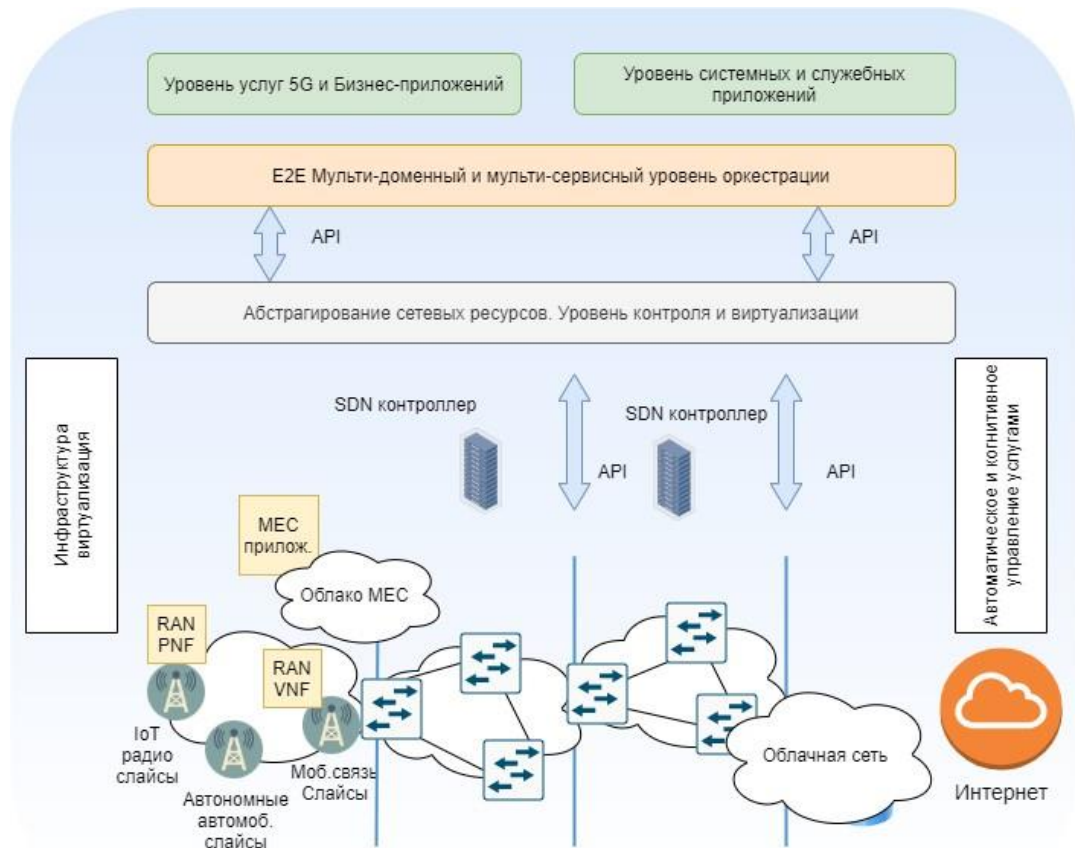 Уровень услуг 5G и Бизнес-приложений
Уровень системных и служебных
приложений
E2E Мульти-доменный и мульти-сервисный уровень оркестрации
API
API
Абстрагирование сетевых ресурсов. Уровень контроля и виртуализации
Инфраструктура
виртуализация
SDN контроллер
SDN контроллер
API
API
Автоматическое и когнитивное
управление услугами
MEC
прилож.
Облако MEC
RAN
PNF
RAN
VNF
IoT
радио
слайсы
Автономные
автомоб.
слайсы
Моб.связь
Слайсы
Облачная сеть
Интернет